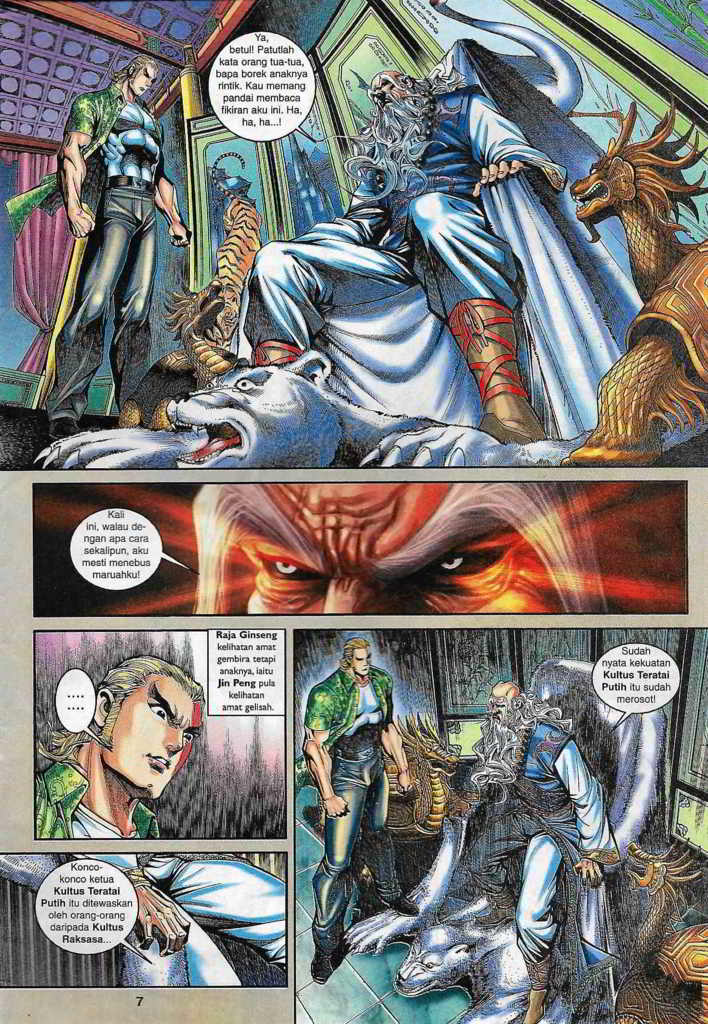 Ya,
betul! Patutlah
kata orang tua-tua,
bapa borek anaknya
rintik. Kau memang
pandai membaca
fikiran aku ini. Ha,
ha, ha...!
Kali
ini, walau de-
ngan apa cara
sekalipun, aku
mesti menebus
maruahku!
Raja Ginseng
kelihatan amat
gembira tetapi
anaknya, iaitu
Jin Peng pula
kelihatan
amat gelisah.
....
....
Sudah
nyata kekuatan
Kultus Teratai
Putih itu sudah
merosot!
Konco-
konco ketua
Kultus Teratai
Putih itu ditewaskan
oleh orang-orang
daripada Kultus
Raksasa...
7